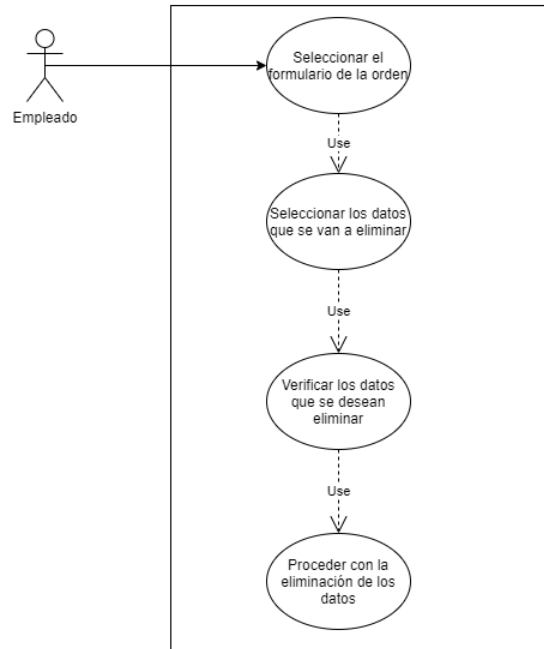 Seleccionar el
formulario de la orden
Empleado
Use
Seleccionar los datos
que se van a eliminar
Use
Verificar los datos
que se desean
eliminar
Use
Proceder con la
eliminación de los
datos